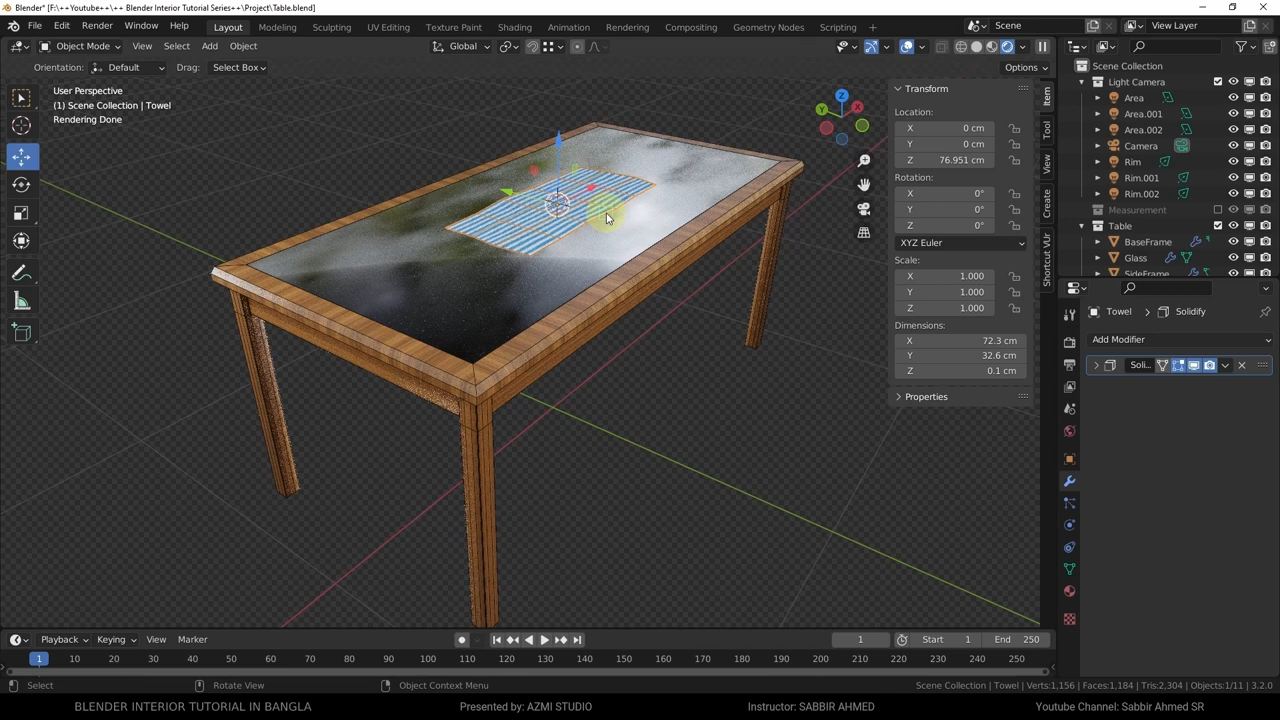 Blender* [F:\++Youtube\++ Blender Interior Tutorial Series++\Project\Table.blend]
File Edit Render Window Help Layout Modeling Sculpting UV Editing Texture Paint Shading Animation Rendering Compositing Geometry Nodes Scripting + Scene View Layer
Object Mode View Select Add Object Global
Orientation: Default Drag: Select Box Options
User Perspective
(1) Scene Collection | Towel
Rendering Done
X
Y
Z
Transform
Location:
X 0 cm
Y 0 cm
Z 76.951 cm
Rotation:
X 0°
Y 0°
Z 0°
XYZ Euler
Scale:
X 1.000
Y 1.000
Z 1.000
Dimensions:
X 72.3 cm
Y 32.6 cm
Z 0.1 cm
Properties
Item
Tool
View
Create
Shortcut VUr
Scene Collection
Light Camera
Area
Area.001
Area.002
Camera
Rim
Rim.001
Rim.002
Measurement
Table
BaseFrame
Glass
SideFrame
Towel > Solidify
Add Modifier
Soli...
Playback Keying View Marker 1 Start 1 End 250
1 10 20 30 40 50 60 70 80 90 100 110 120 130 140 150 160 170 180 190 200 210 220 230 240 250
Select Rotate View Object Context Menu Scene Collection | Towel | Verts:1,156 | Faces:1,184 | Tris:2,304 | Objects:1/11 | 3.2.0
BLENDER INTERIOR TUTORIAL IN BANGLA Presented by: AZMI STUDIO Instructor: SABBIR AHMED Youtube Channel: Sabbir Ahmed SR